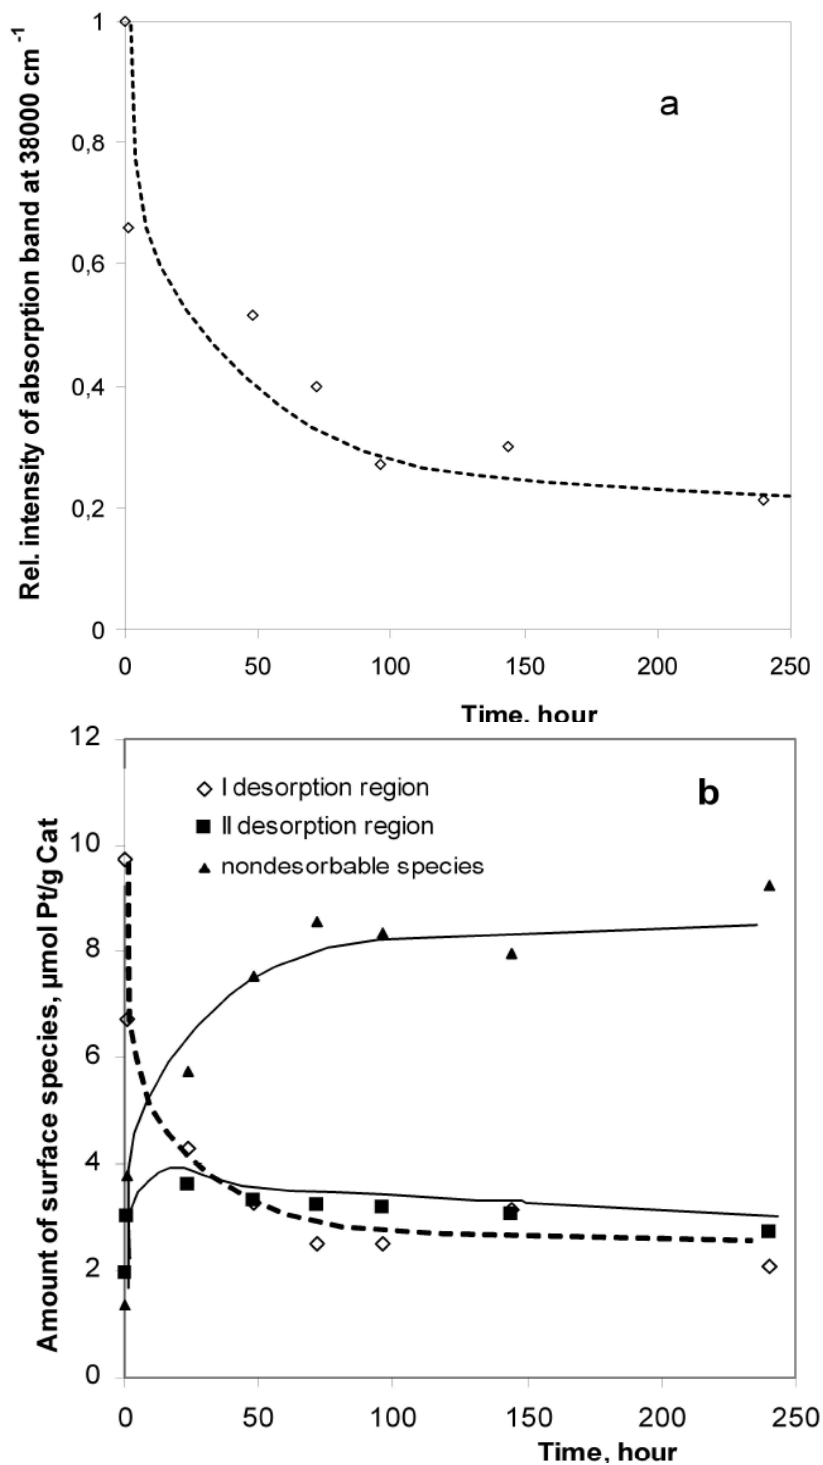 Rel. intensity of absorption band at 38000 cm⁻¹
1
0,8
0,6
0,4
0,2
0
a
0 50 100 150 200 250
Time, hour
Amount of surface species, µmol Pt/g Cat
12
10
8
6
4
2
0
I desorption region
II desorption region
nondesorbable species
b
0 50 100 150 200 250
Time, hour